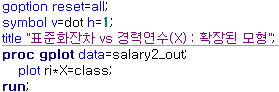 goption reset=all;
symbol v=dot h=1;
title "표준화잔차 vs 경력연수(X) : 확장된 모형";
proc gplot data=salary2_out;
plot ri*X=class;
run;